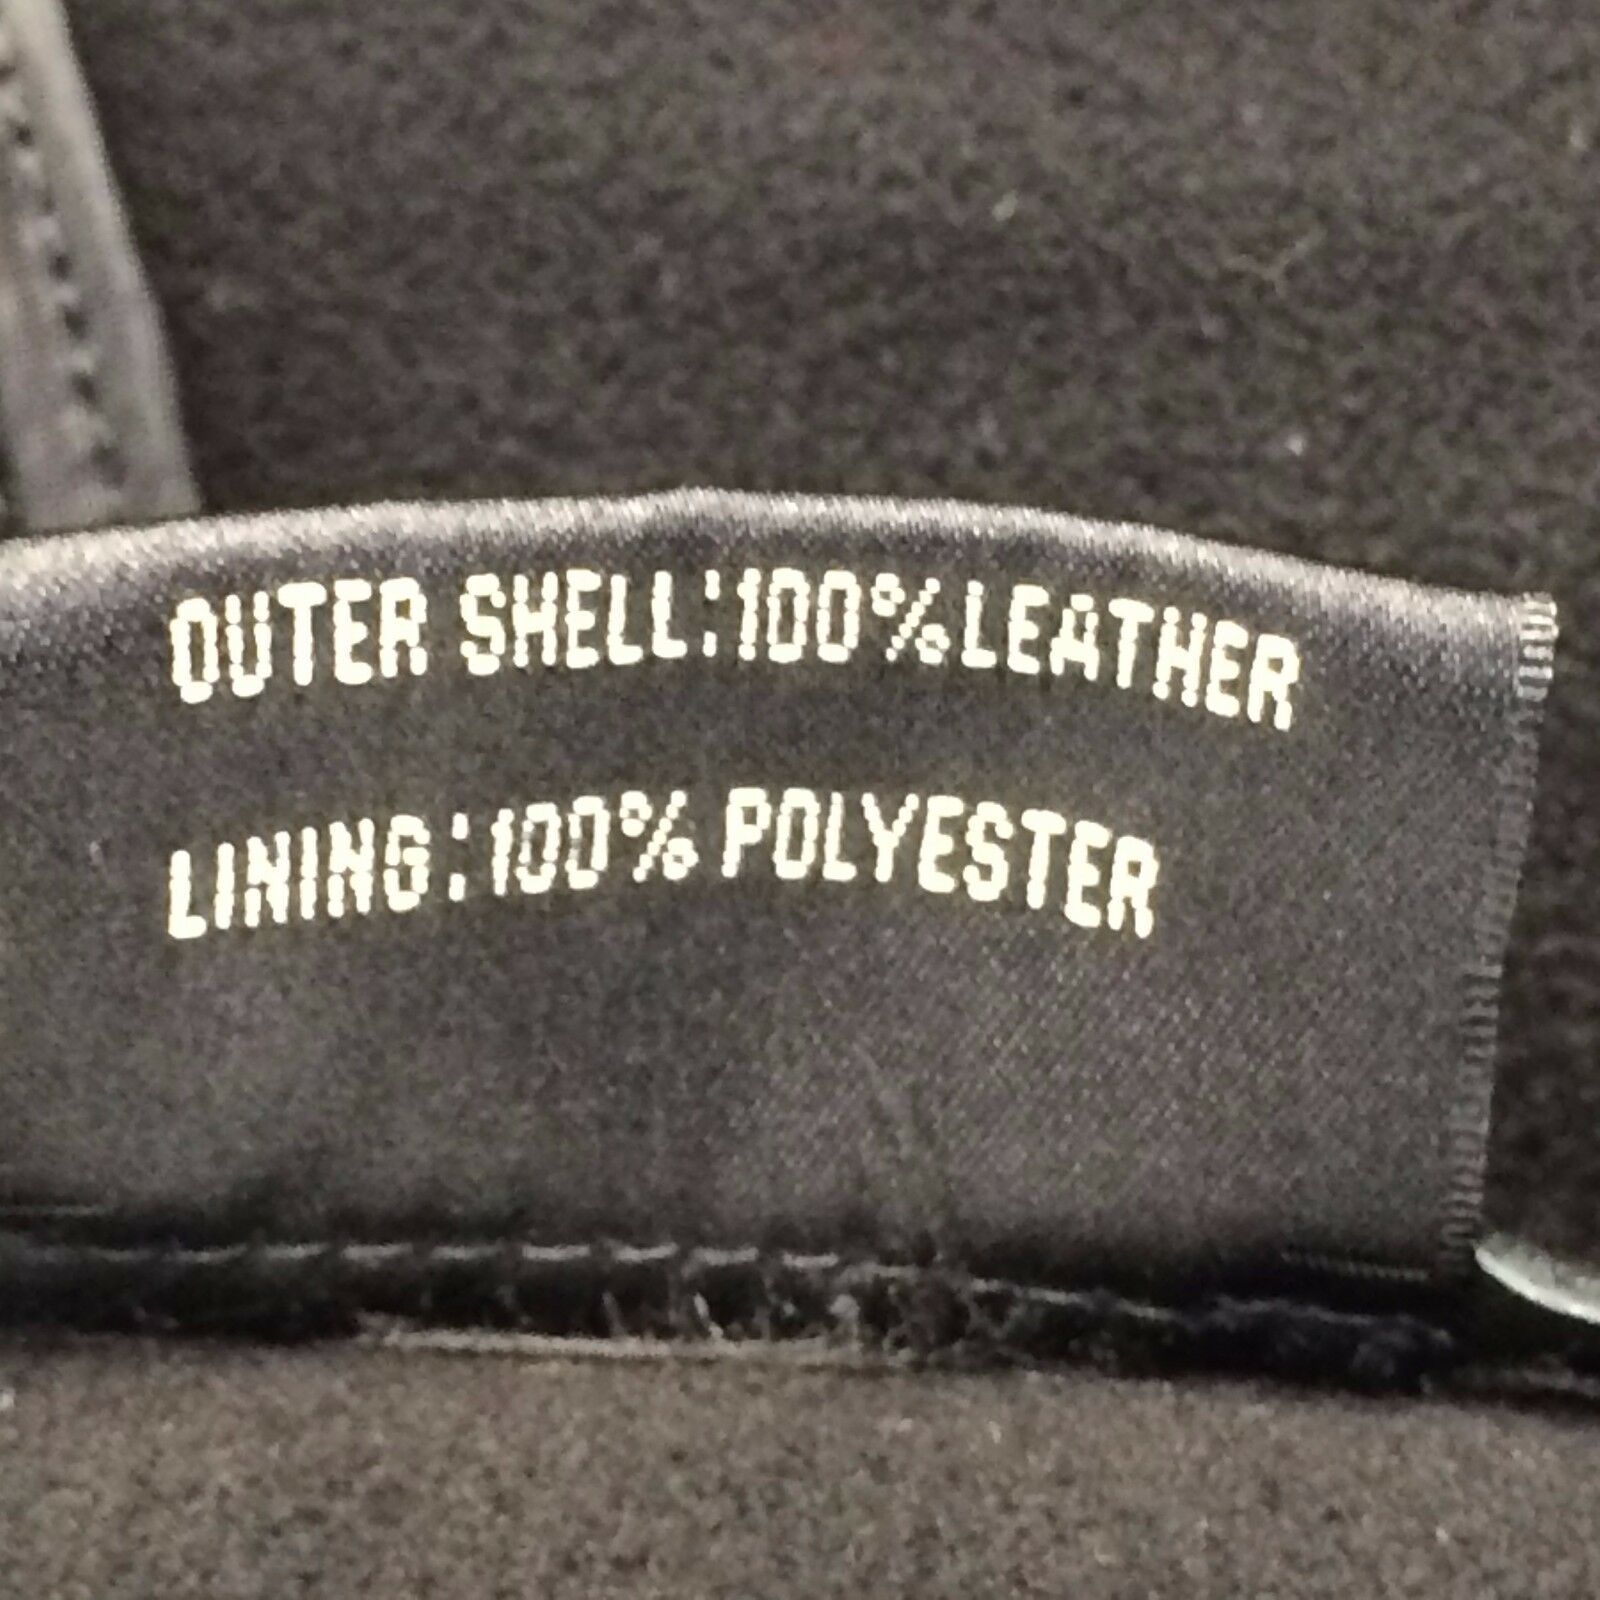 OUTER SHELL:100%LEATHER
LINING:100% POLYESTER